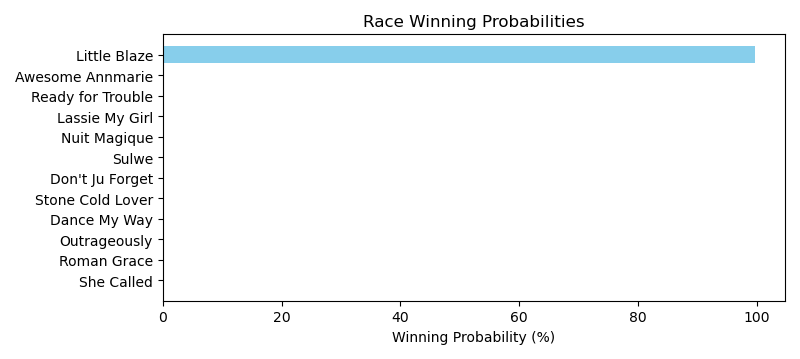 Race Winning Probabilities
Little Blaze
Awesome Annmarie
Ready for Trouble
Lassie My Girl
Nuit Magique
Sulwe
Don't Ju Forget
Stone Cold Lover
Dance My Way
Outrageously
Roman Grace
She Called
0 20 40 60 80 100
Winning Probability (%)